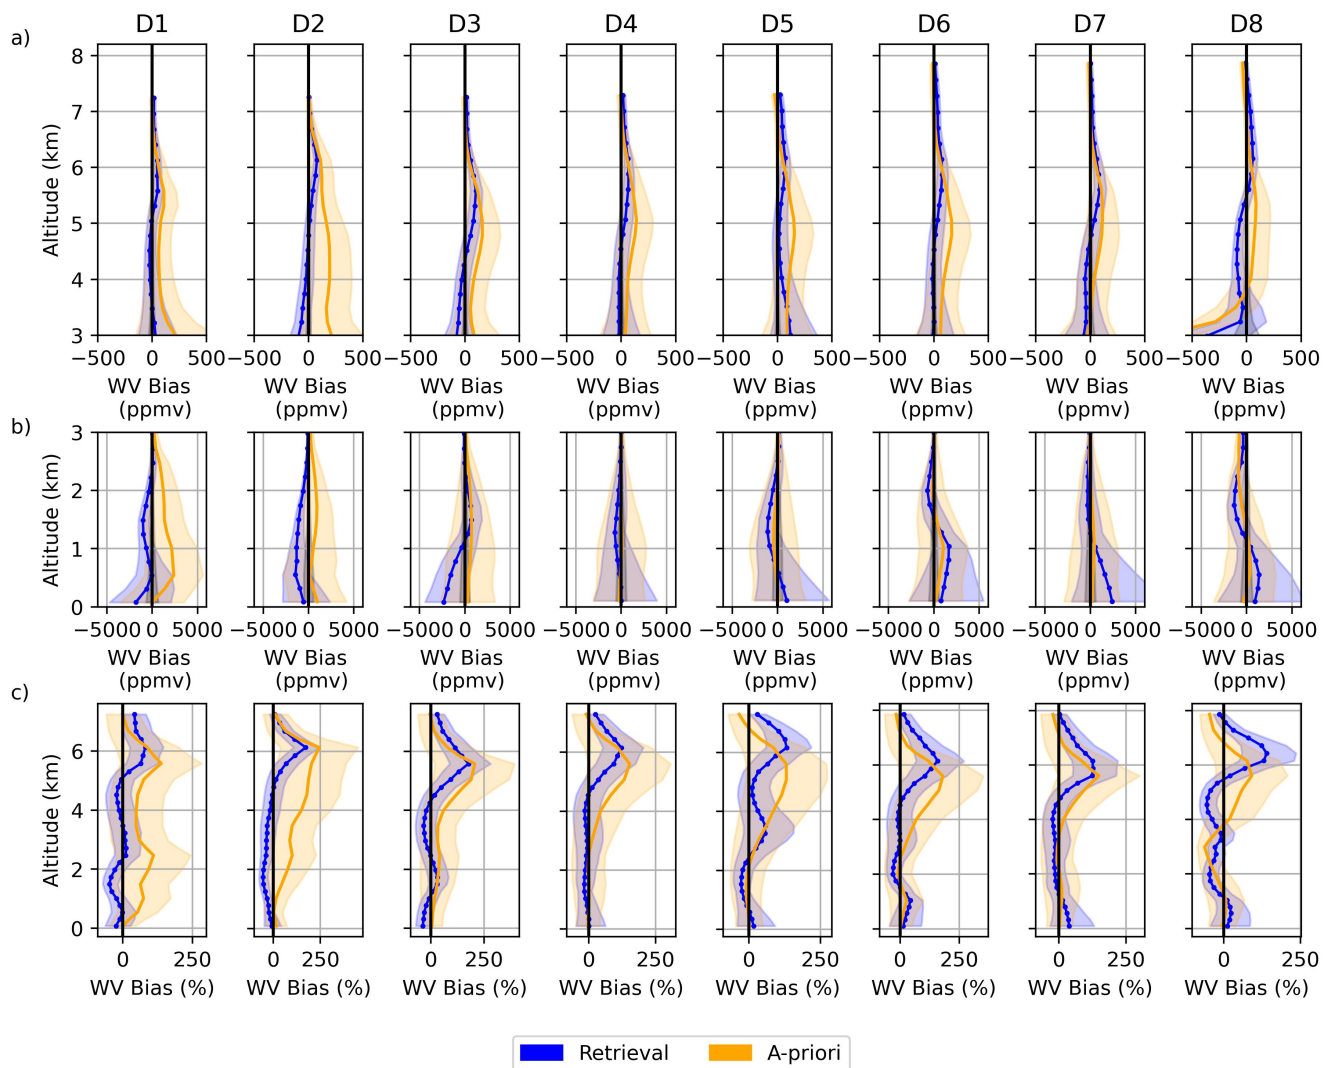 D1 D2 D3 D4 D5 D6 D7 D8
a)
8
7
6
5
4
3
Altitude (km)
−500 0 500 −500 0 500 −500 0 500 −500 0 500 −500 0 500 −500 0 500 −500 0 500 −500 0 500
WV Bias WV Bias WV Bias WV Bias WV Bias WV Bias WV Bias WV Bias
(ppmv) (ppmv) (ppmv) (ppmv) (ppmv) (ppmv) (ppmv) (ppmv)
b)
3
2
1
0
Altitude (km)
−5000 0 5000 −5000 0 5000 −5000 0 5000 −5000 0 5000 −5000 0 5000 −5000 0 5000 −5000 0 5000 −5000 0 5000
WV Bias WV Bias WV Bias WV Bias WV Bias WV Bias WV Bias WV Bias
(ppmv) (ppmv) (ppmv) (ppmv) (ppmv) (ppmv) (ppmv) (ppmv)
c)
6
4
2
0
Altitude (km)
0 250 0 250 0 250 0 250 0 250 0 250 0 250 0 250
WV Bias (%) WV Bias (%) WV Bias (%) WV Bias (%) WV Bias (%) WV Bias (%) WV Bias (%) WV Bias (%)
Retrieval A-priori